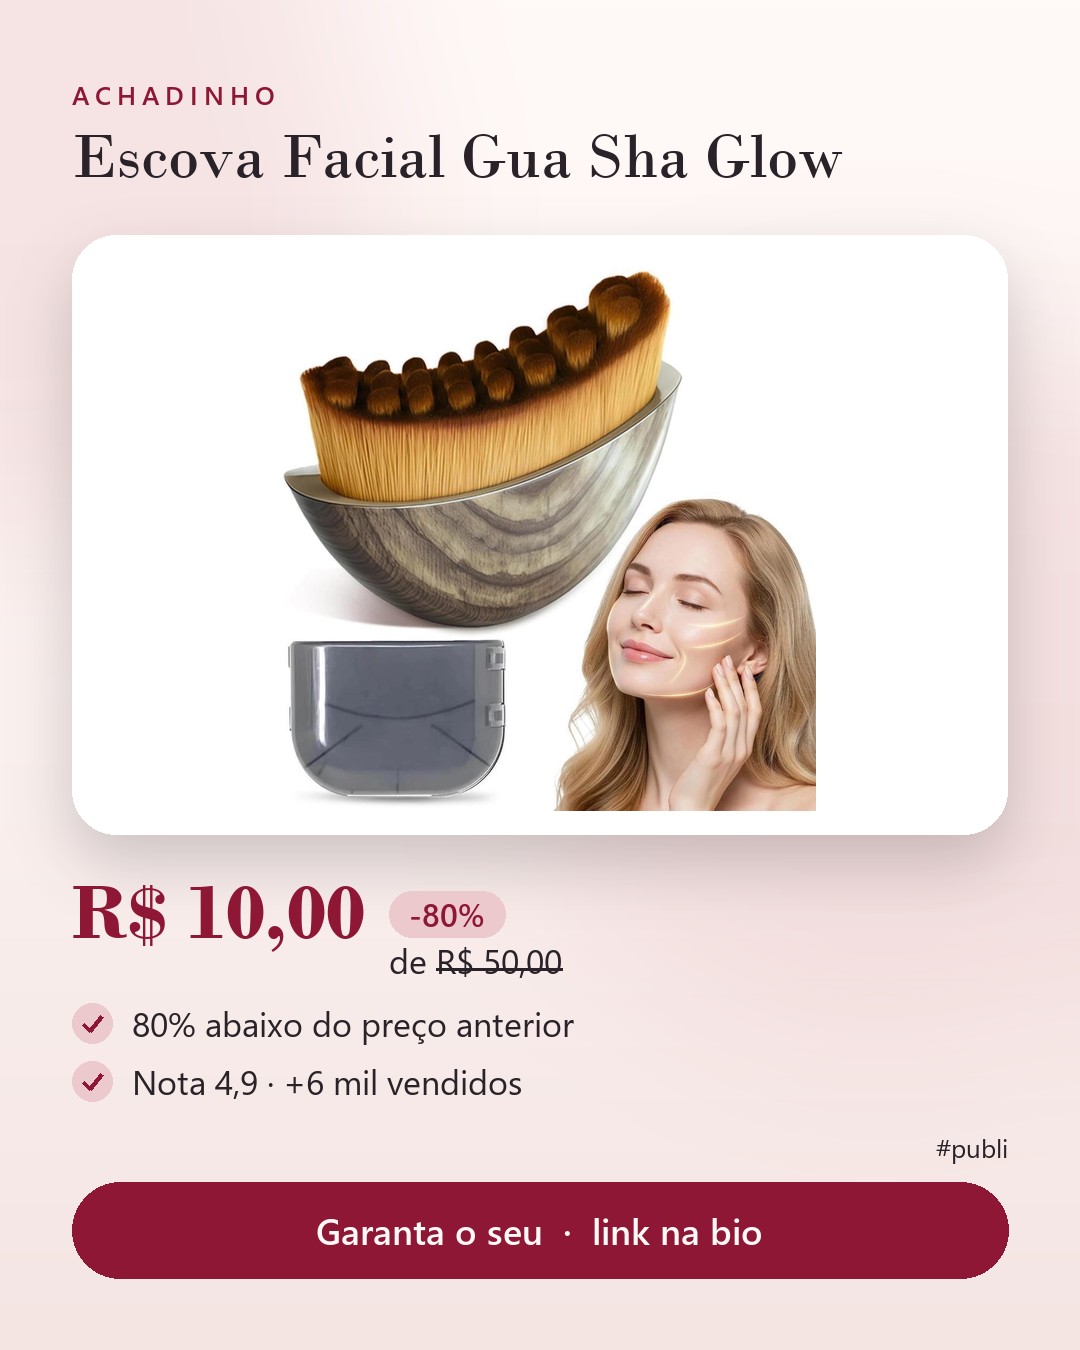 ACHADINHO
Escova Facial Gua Sha Glow
R$ 10,00
-80%
de R$ 50,00
80% abaixo do preço anterior
Nota 4,9 · +6 mil vendidos
#publi
Garanta o seu · link na bio